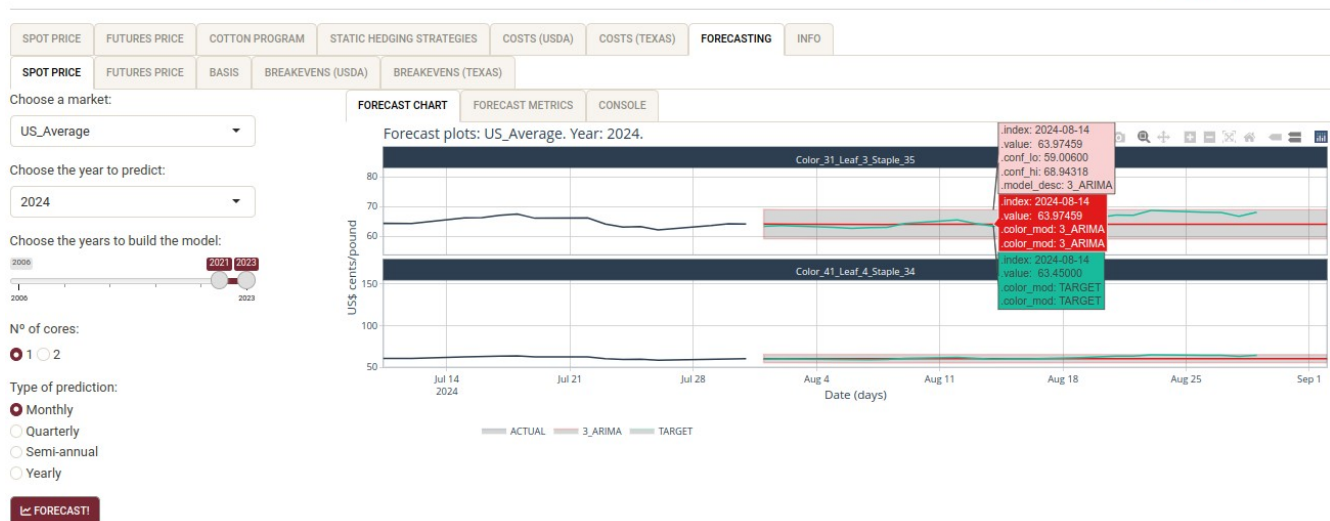 SPOT PRICE FUTURES PRICE COTTON PROGRAM STATIC HEDGING STRATEGIES COSTS (USDA) COSTS (TEXAS) FORECASTING INFO
SPOT PRICE FUTURES PRICE BASIS BREAKEVENS (USDA) BREAKEVENS (TEXAS)
Choose a market:
US_Average
Choose the year to predict:
2024
Choose the years to build the model:
2006 2021 2023
2006 2023
Nº of cores:
1 2
Type of prediction:
Monthly
Quarterly
Semi-annual
Yearly
FORECAST!
FORECAST CHART FORECAST METRICS CONSOLE
Forecast plots: US_Average. Year: 2024.
Color_31_Leaf_3_Staple_35
80
70
60
.index: 2024-08-14
.value: 63.97459
.conf_lo: 59.00600
.conf_hi: 68.94318
.model_desc: 3_ARIMA
.index: 2024-08-14
.value: 63.97459
.color_mod: 3_ARIMA
.color_mod: 3_ARIMA
.index: 2024-08-14
.value: 63.45000
.color_mod: TARGET
.color_mod: TARGET
US$ cents/pound
Color_41_Leaf_4_Staple_34
150
100
50
Jul 14 Jul 21 Jul 28 Aug 4 Aug 11 Aug 18 Aug 25 Sep 1
2024
Date (days)
ACTUAL 3_ARIMA TARGET